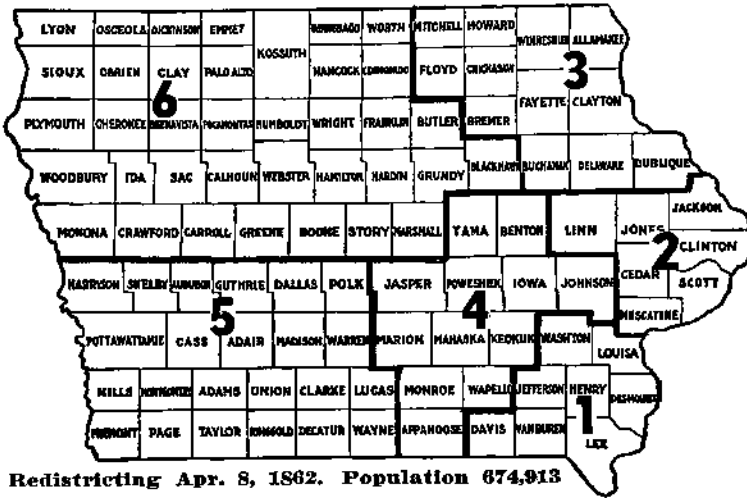 LYON OSCEOLA DICKINSON EMMET WINNEBAGO WORTH MITCHELL HOWARD
KOSSUTH WINNESHIEK ALLAMAKEE
SIOUX OBRIEN CLAY PALO ALTO HANCOCK FLOYD CHICKASAW
6 3
FAYETTE CLAYTON
PLYMOUTH CHEROKEE BUENAVISTA POCAHONTAS HUMBOLDT WRIGHT FRANKLIN BUTLER BREMER
WOODBURY IDA SAC CALHOUN WEBSTER HAMILTON HARDIN GRUNDY BLACKHAWK BUCHANAN DELAWARE DUBUQUE
JACKSON
MONONA CRAWFORD CARROLL GREENE BOONE STORY MARSHALL TAMA BENTON LINN JONES
2
CLINTON
HARRISON SHELBY AUDUBON GUTHRIE DALLAS POLK JASPER POWESHIEK IOWA JOHNSON CEDAR SCOTT
5 4
MUSCATINE
POTTAWATTAMIE CASS ADAIR MADISON WARREN MARION MAHASKA KEOKUK WASHTON
LOUISA
MILLS MONTGOMERY ADAMS UNION CLARKE LUCAS MONROE WAPELLO JEFFERSON HENRY
DESMOINES
1
FREMONT PAGE TAYLOR RINGGOLD DECATUR WAYNE APPANOOSE DAVIS VANBUREN
LEE
Redistricting Apr. 8, 1862. Population 674,913